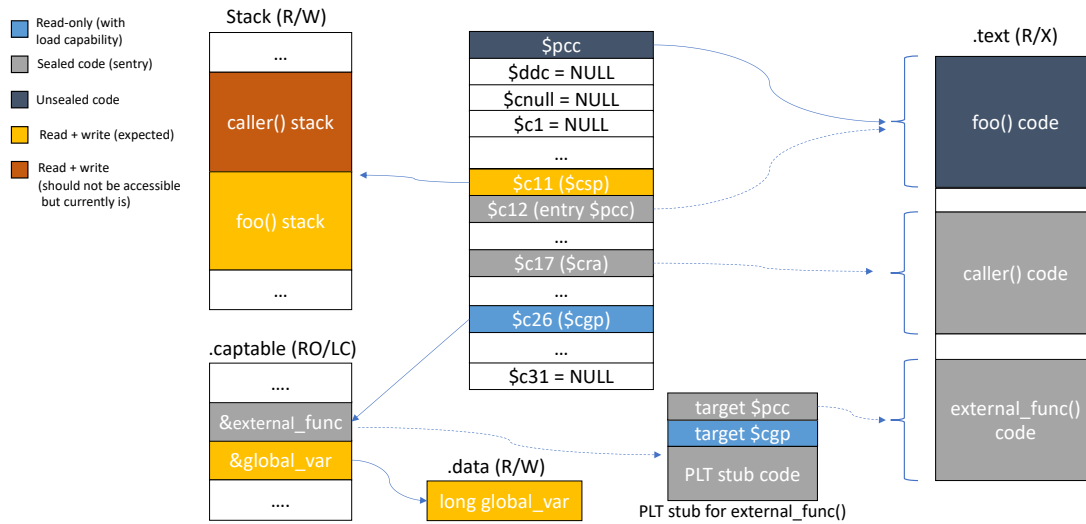 Read-only (with
load capability)
Sealed code (sentry)
Unsealed code
Read + write (expected)
Read + write
(should not be accessible
but currently is)
Stack (R/W)
...
caller() stack
foo() stack
...
.captable (RO/LC)
....
&external_func
&global_var
....
$pcc
$ddc = NULL
$cnull = NULL
$c1 = NULL
...
$c11 ($csp)
$c12 (entry $pcc)
...
$c17 ($cra)
...
$c26 ($cgp)
...
$c31 = NULL
.data (R/W)
long global_var
target $pcc
target $cgp
PLT stub code
PLT stub for external_func()
.text (R/X)
foo() code
caller() code
external_func()
code